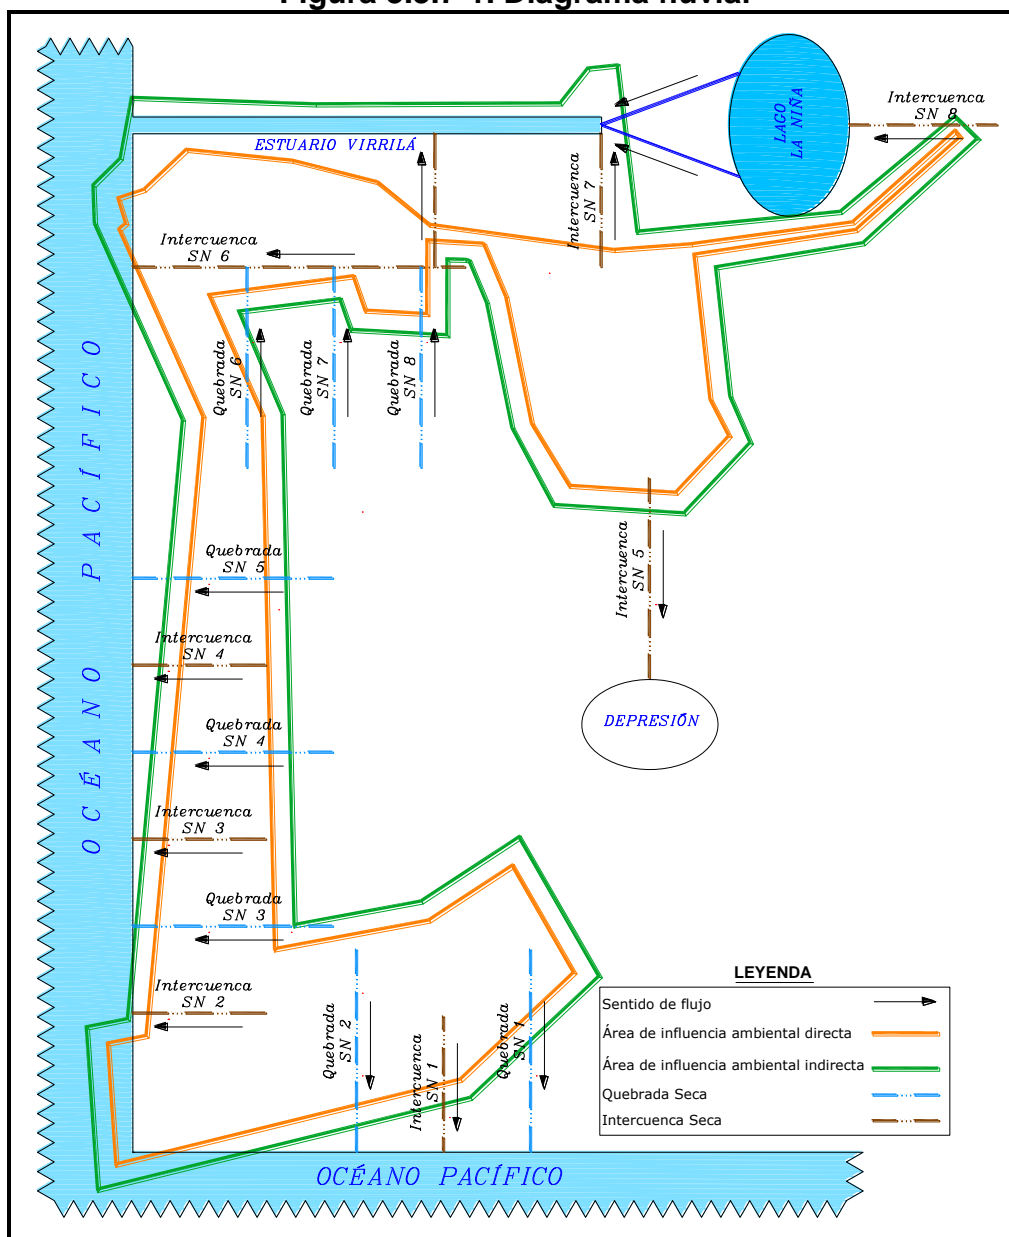 LAGO
LA NIÑA
Intercuenca
SN 8
ESTUARIO VIRRILÁ
Intercuenca
SN 7
Intercuenca
SN 6
Quebrada
SN 6
Quebrada
SN 7
Quebrada
SN 8
OCÉANO PACÍFICO
Quebrada
SN 5
Intercuenca
SN 5
Intercuenca
SN 4
DEPRESIÓN
Quebrada
SN 4
Intercuenca
SN 3
Quebrada
SN 3
Intercuenca
SN 2
Quebrada
SN 2
Intercuenca
SN 1
Quebrada
SN 1
LEYENDA
Sentido de flujo
Área de influencia ambiental directa
Área de influencia ambiental indirecta
Quebrada Seca
Intercuenca Seca
OCÉANO PACÍFICO